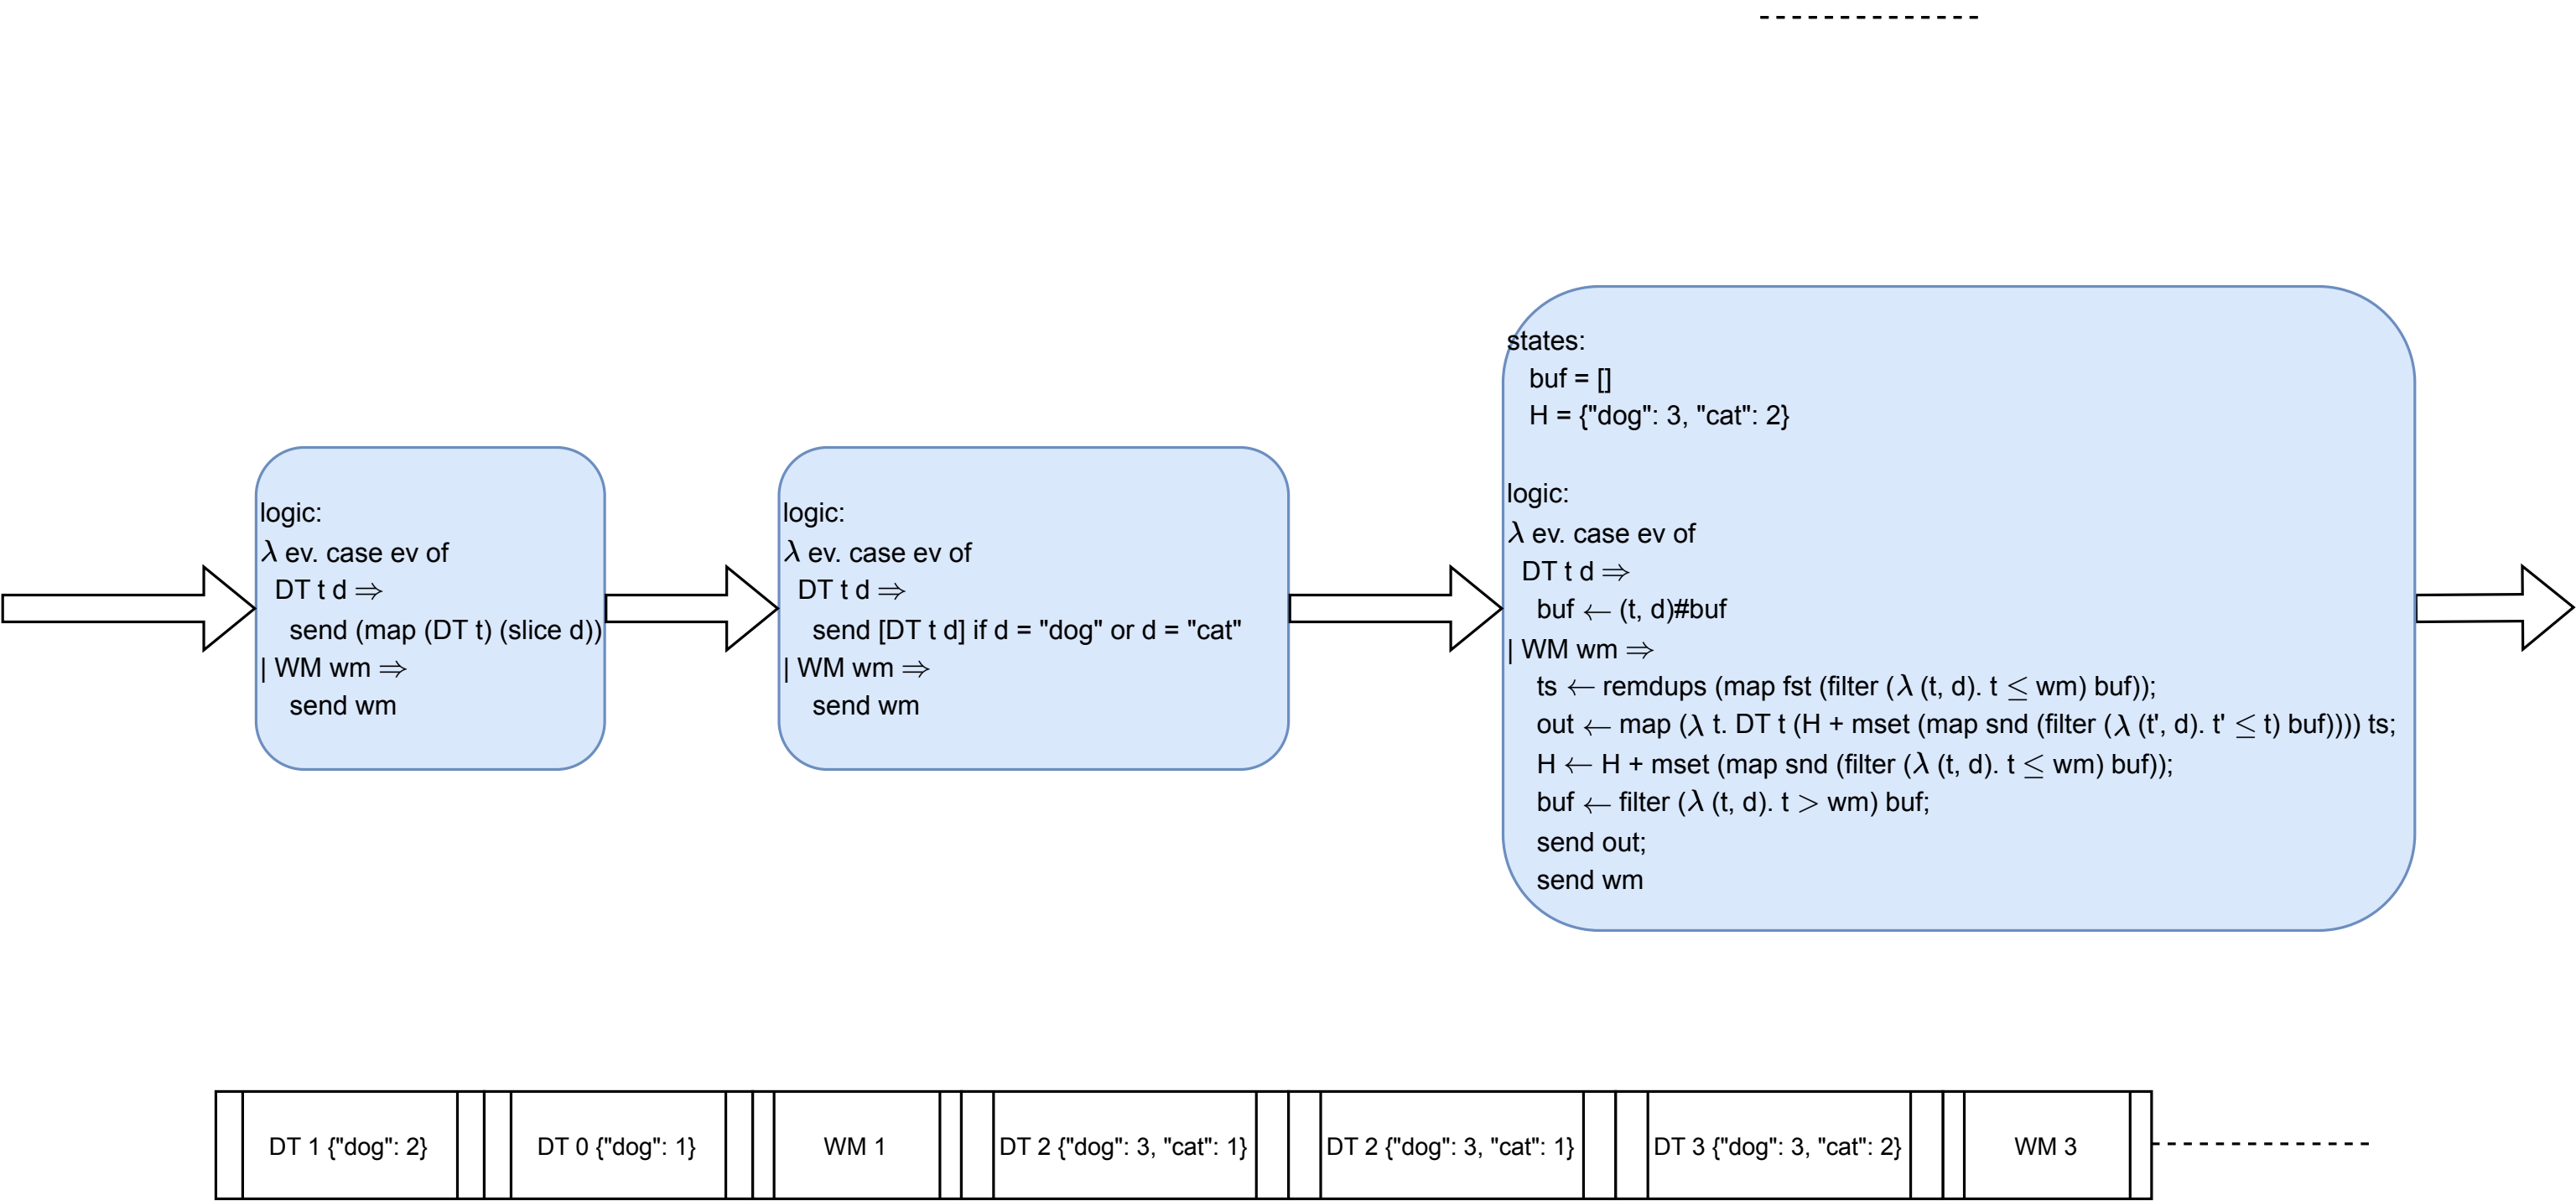 states:
buf = []
H = {"dog": 3, "cat": 2}
logic:
λ ev. case ev of
DT t d ⇒
buf ← (t, d)#buf
| WM wm ⇒
ts ← remdups (map fst (filter (λ (t, d). t ≤ wm) buf));
out ← map (λ t. DT t (H + mset (map snd (filter (λ (t', d). t' ≤ t) buf)))) ts;
H ← H + mset (map snd (filter (λ (t, d). t ≤ wm) buf));
buf ← filter (λ (t, d). t > wm) buf;
send out;
send wm
logic:
λ ev. case ev of
DT t d ⇒
send (map (DT t) (slice d))
| WM wm ⇒
send wm
logic:
λ ev. case ev of
DT t d ⇒
send [DT t d] if d = "dog" or d = "cat"
| WM wm ⇒
send wm
DT 1 {"dog": 2}
DT 0 {"dog": 1}
WM 1
DT 2 {"dog": 3, "cat": 1}
DT 2 {"dog": 3, "cat": 1}
DT 3 {"dog": 3, "cat": 2}
WM 3